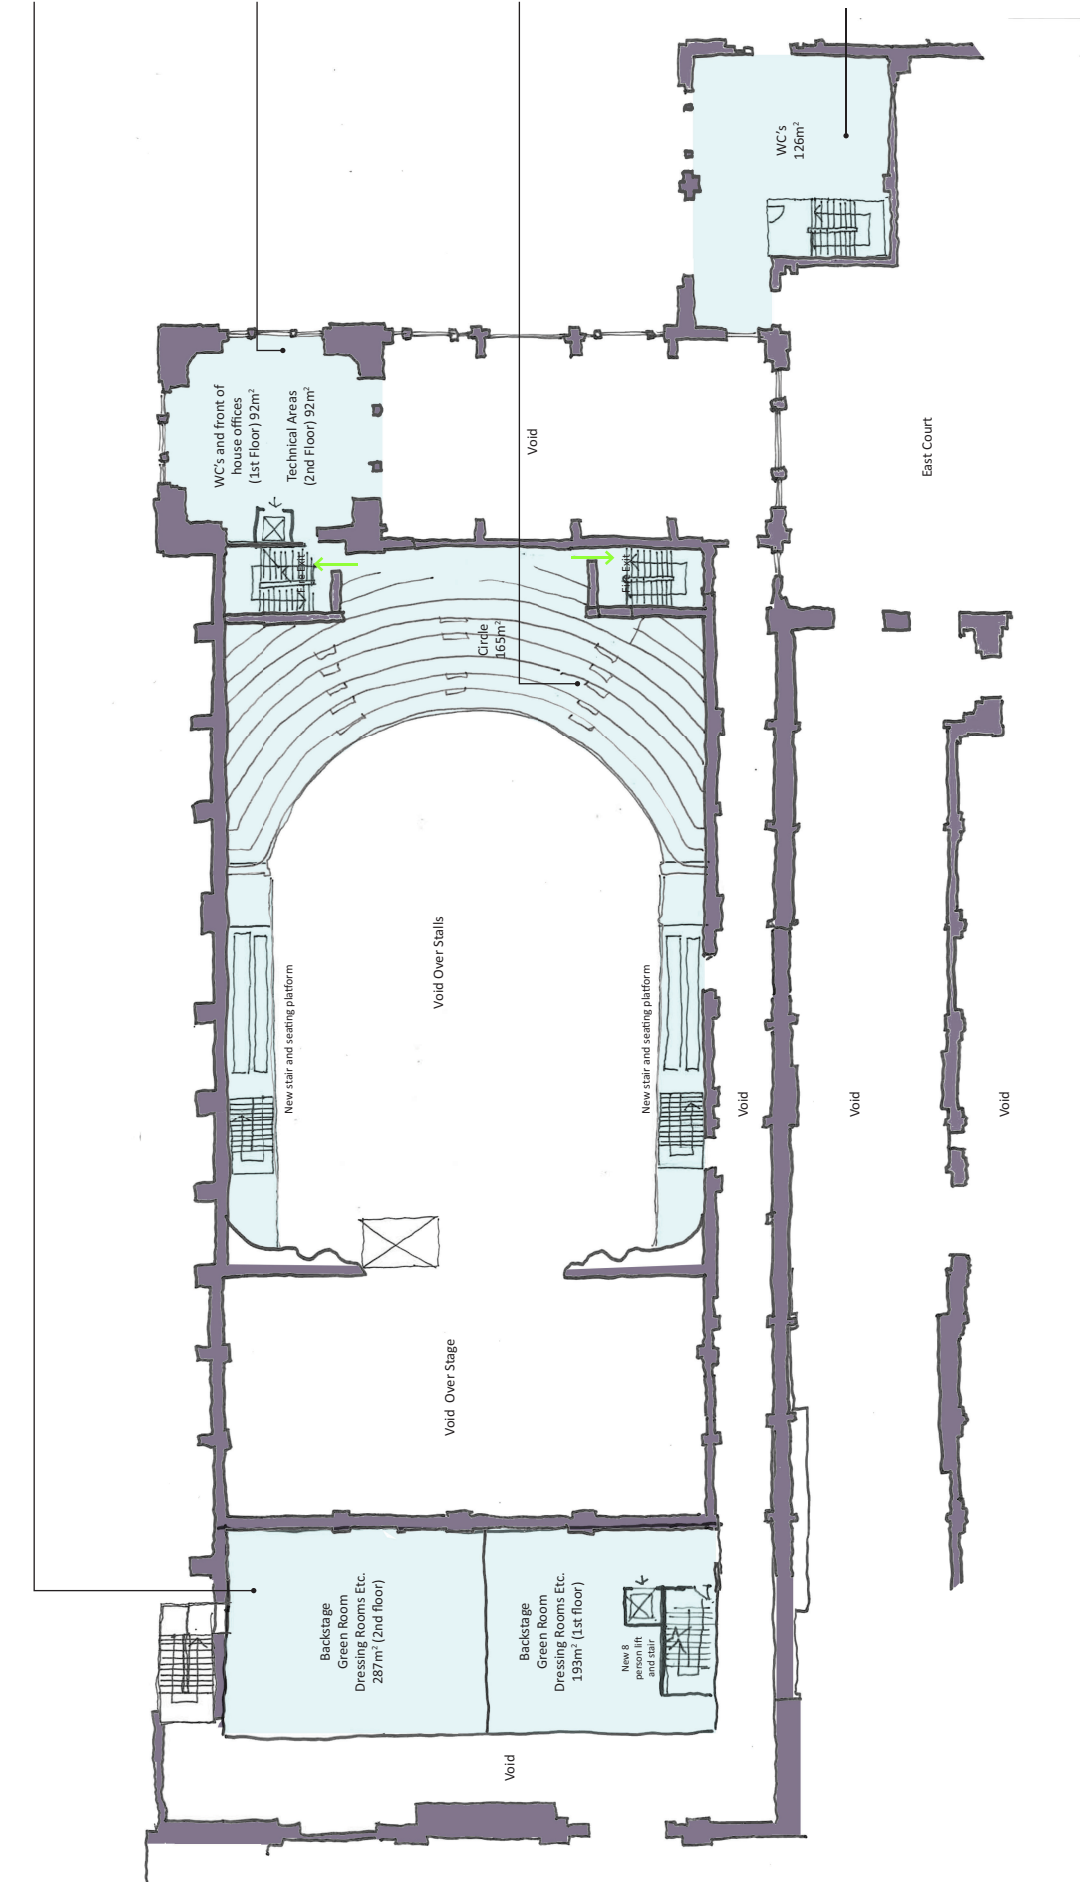 WC's
126m²
WC's and front of
house offices
(1st Floor) 92m²
Technical Areas
(2nd Floor) 92m²
Void
East Court
Fire Exit
Fire Exit
Circle
165m²
Void Over Stalls
New stair and seating platform
New stair and seating platform
Void
Void
Void
Void Over Stage
Backstage
Green Room
Dressing Rooms Etc.
287m² (2nd floor)
Backstage
Green Room
Dressing Rooms Etc.
193m² (1st floor)
New 8
person lift
and stair
Void